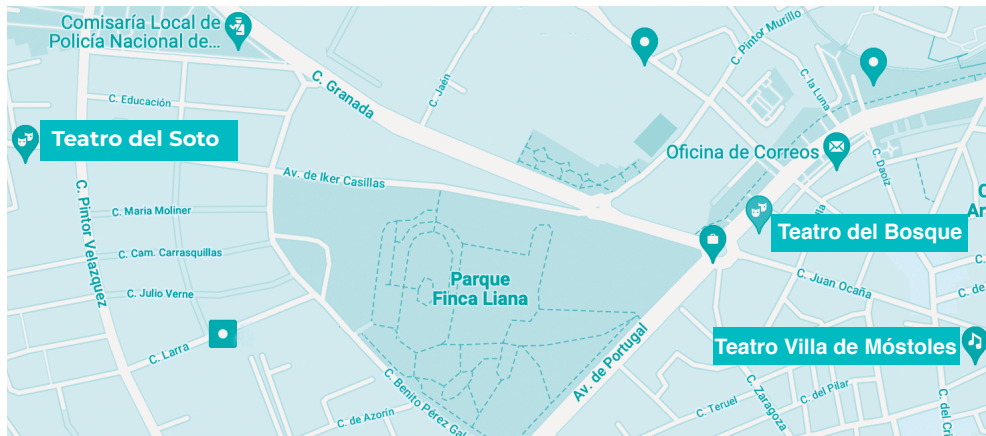 Comisaría Local de
Policía Nacional de...
C. Pintor Murillo
C. Educación
C. Granada
C. Jaén
C. la Luna
Teatro del Soto
Oficina de Correos
C. Daoiz
Av. de Iker Casillas
C. Pintor Velazquez
C. Maria Moliner
Teatro del Bosque
C. Cam. Carrasquillas
Parque
Finca Liana
C. Juan Ocaña
C. Julio Verne
C. de
C. Larra
Av. de Portugal
Teatro Villa de Móstoles
C. Benito Pérez Gal
C. Zaragoza
C. del Pilar
C. Teruel
C. de Azorín
C. del Cri